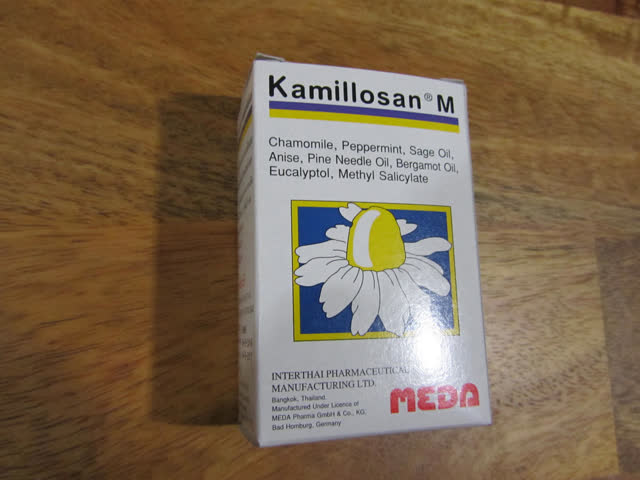 Kamillosan® M
Chamomile, Peppermint, Sage Oil,
Anise, Pine Needle Oil, Bergamot Oil,
Eucalyptol, Methyl Salicylate
INTERTHAI PHARMACEUTICAL
MANUFACTURING LTD.
Bangkok, Thailand.
Manufactured Under Licence of
MEDA Pharma GmbH & Co., KG,
Bad Homburg, Germany
MEDA